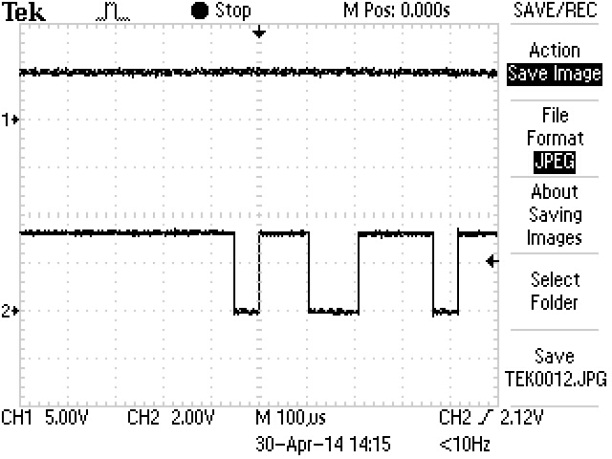 Tek Stop M Pos: 0.000s SAVE/REC
Action
Save Image
1
File
Format
JPEG
About
Saving
Images
Select
Folder
2
Save
TEK0012.JPG
CH1 5.00V CH2 2.00V M 100µs CH2 2.12V
30-Apr-14 14:15 <10Hz